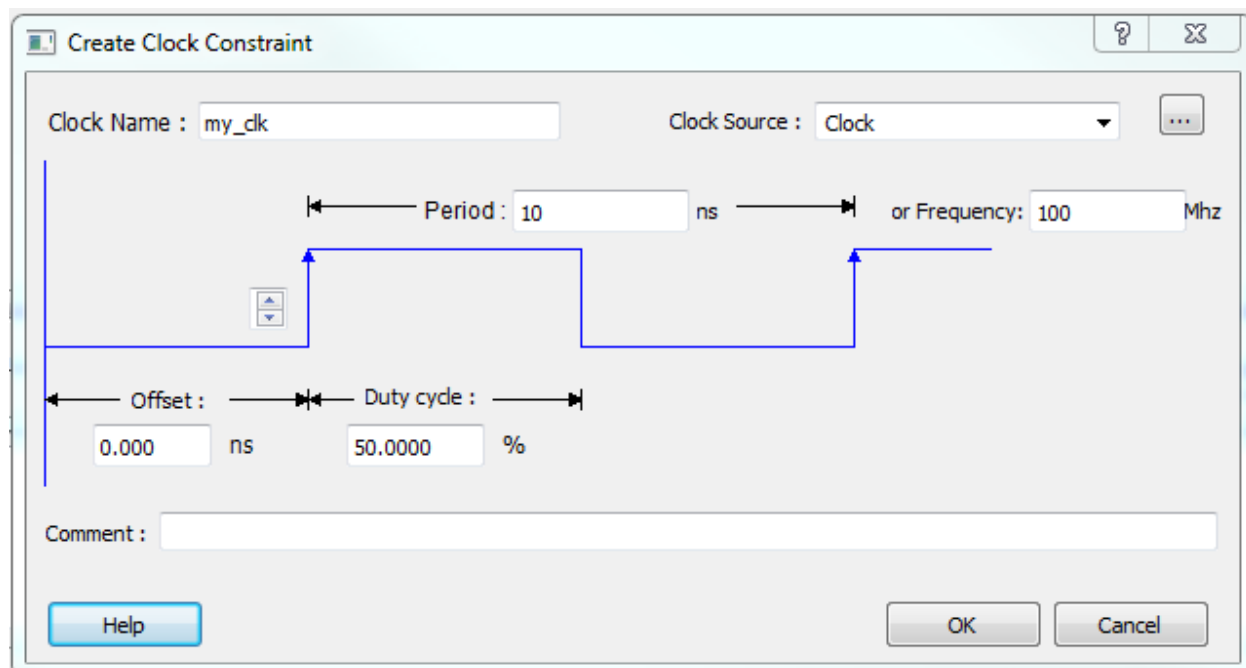 Create Clock Constraint
Clock Name : my_clk Clock Source : Clock ...
Period : 10 ns or Frequency: 100 Mhz
Offset : Duty cycle :
0.000 ns 50.0000 %
Comment :
Help OK Cancel